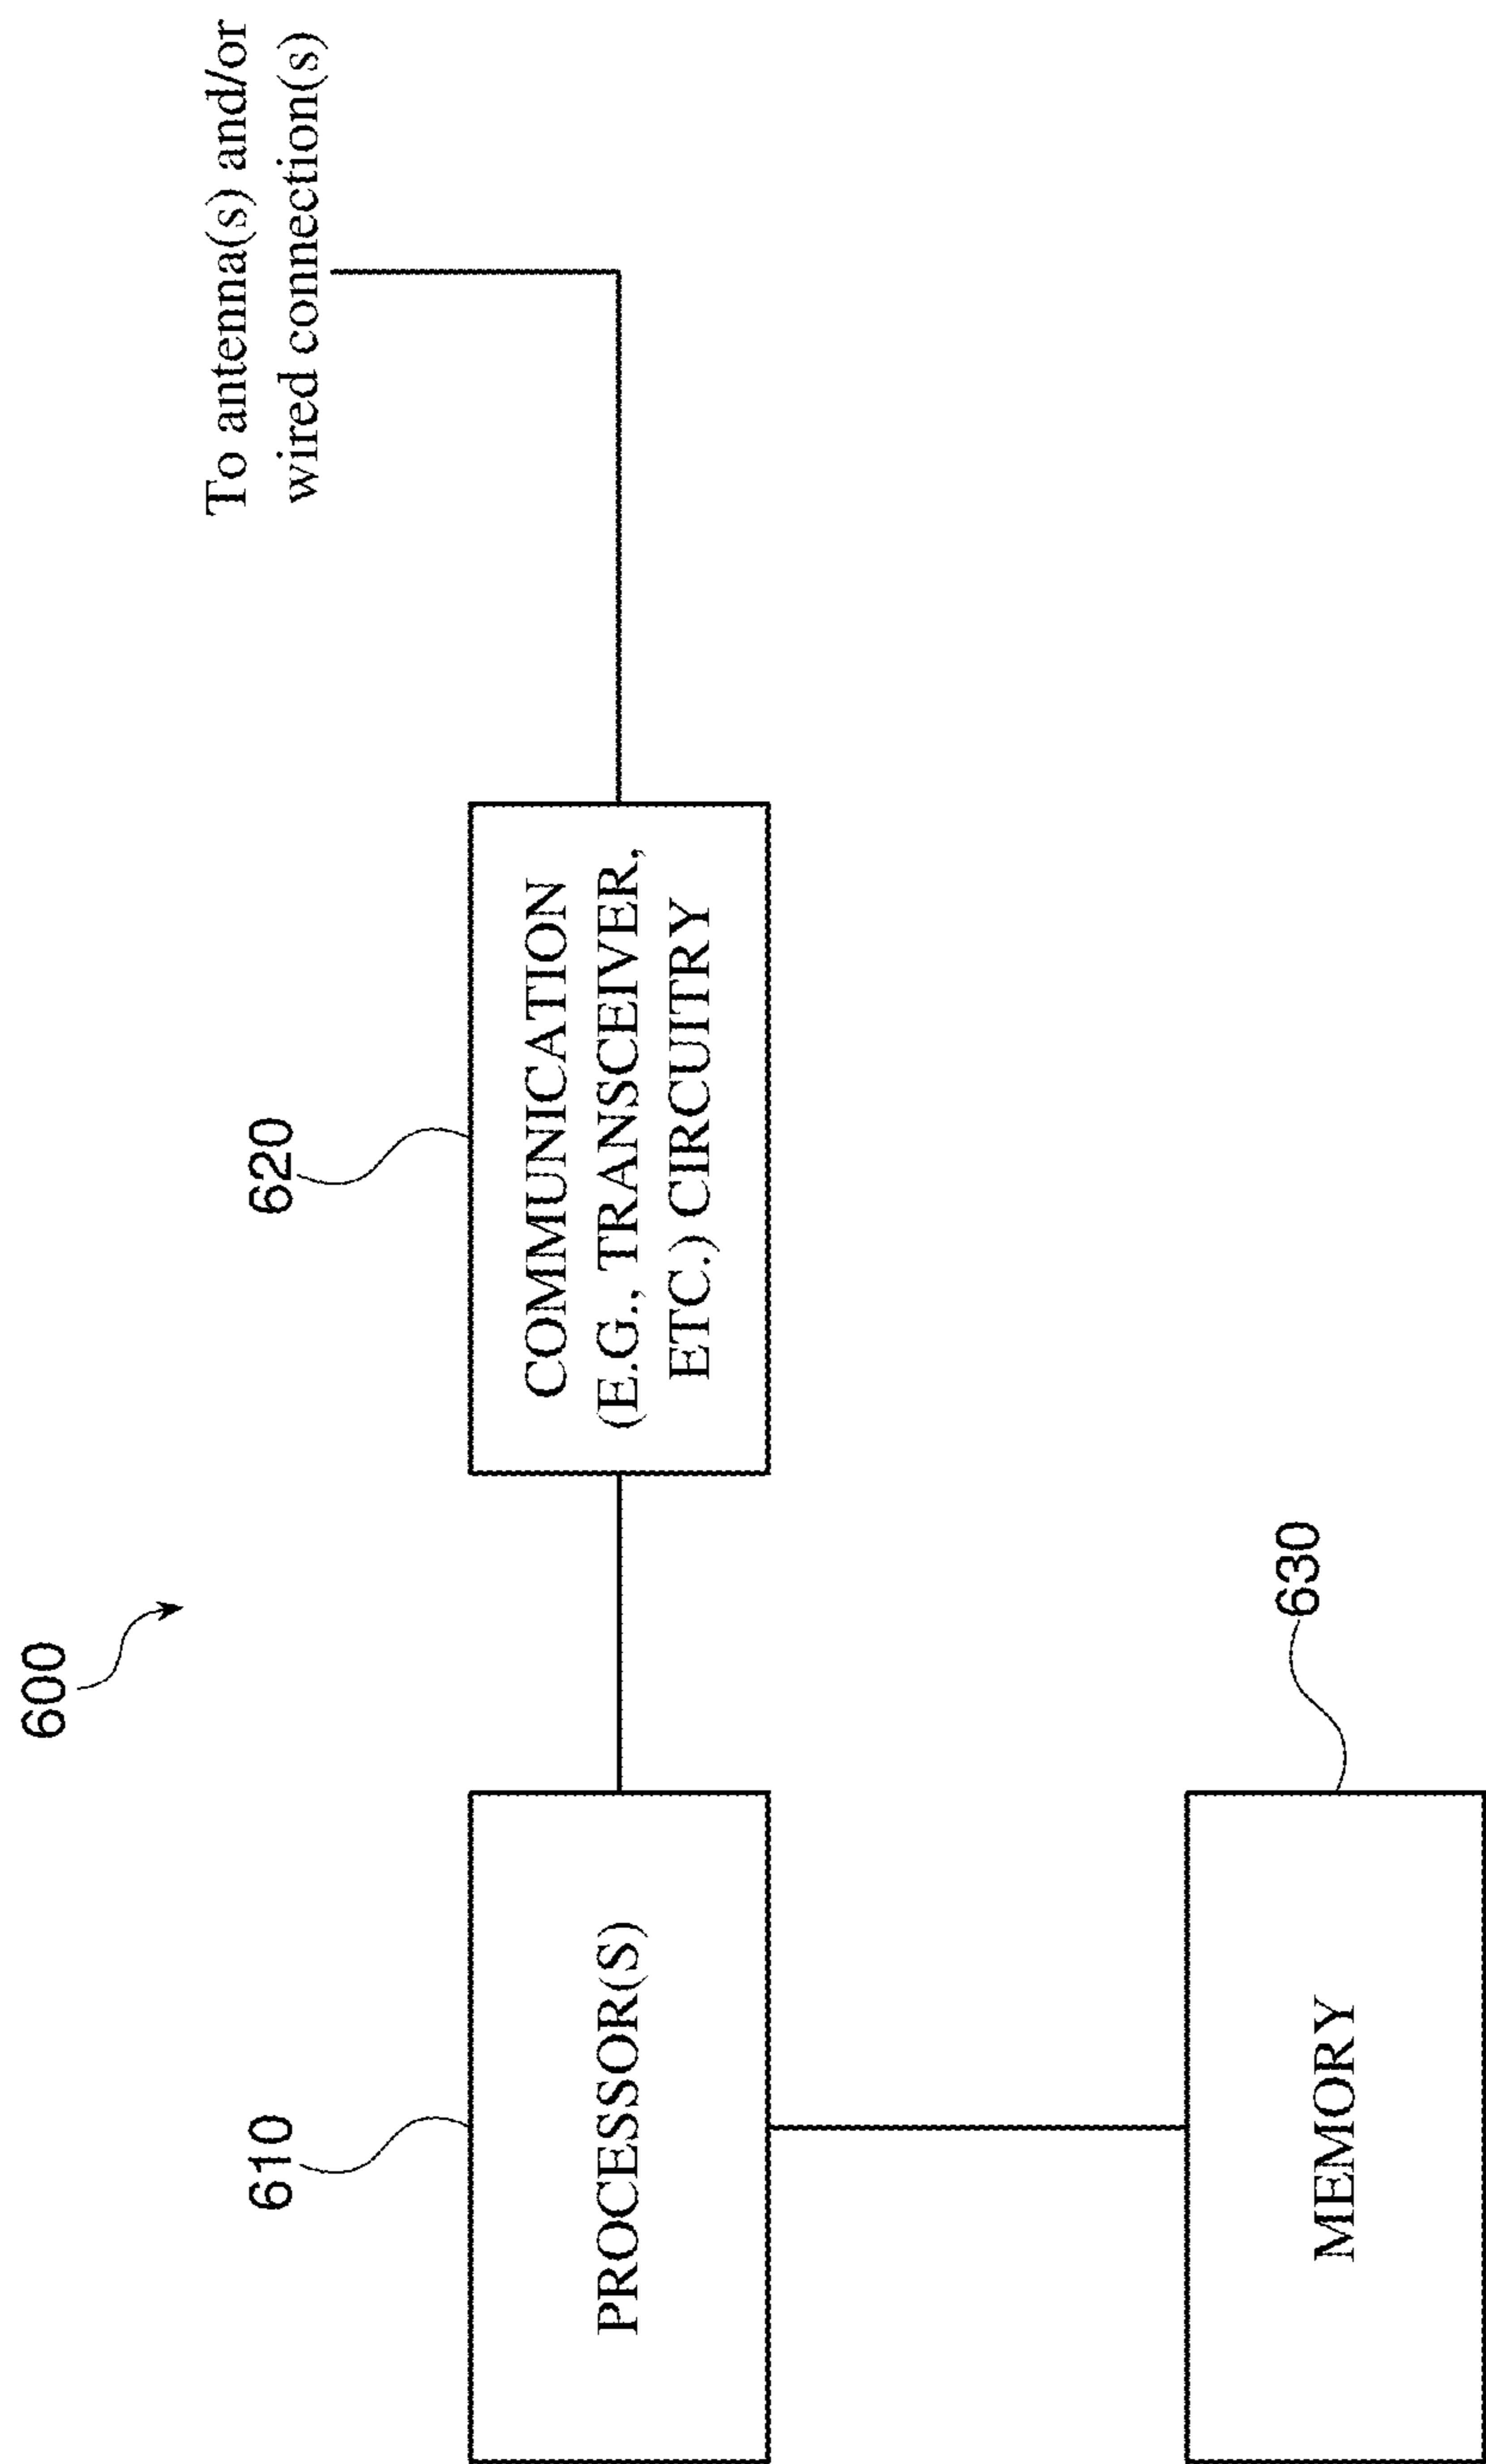 600
To antenna(s) and/or
wired connection(s)
610
620
PROCESSOR(S)
COMMUNICATION
(E.G., TRANSCEIVER,
ETC.) CIRCUITRY
630
MEMORY